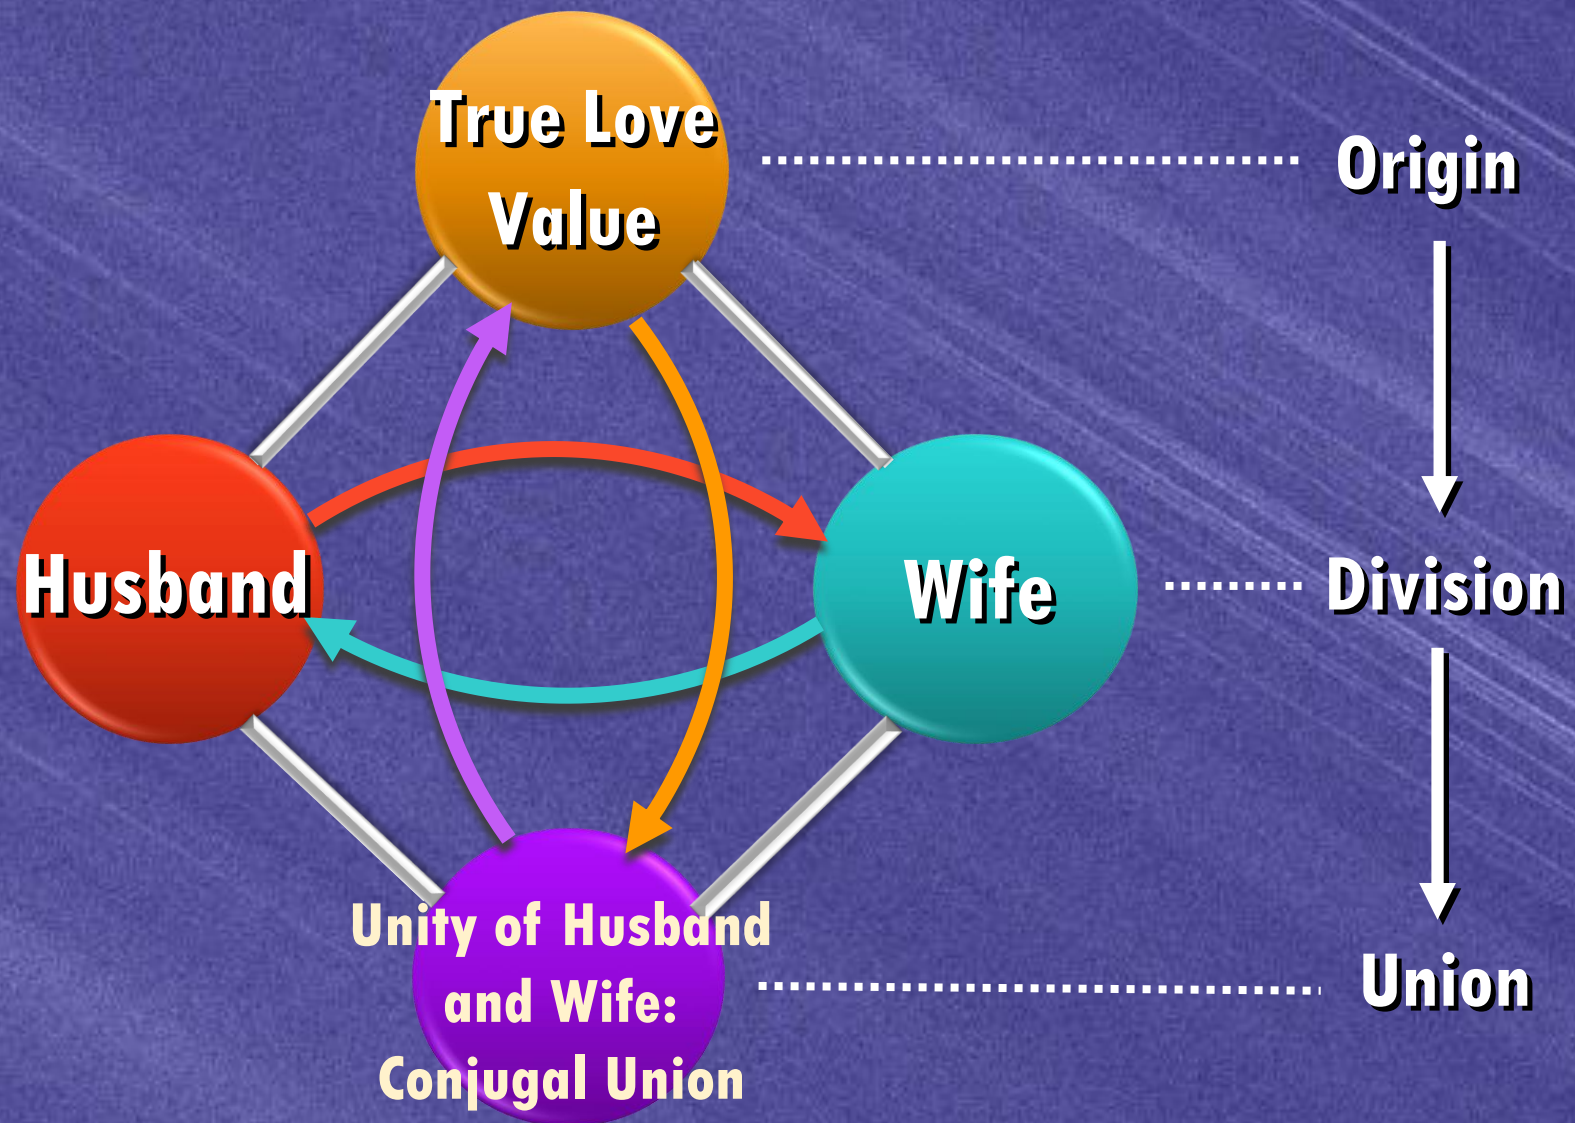 True Love
Value
Origin
Husband
Wife
Division
Unity of Husband
and Wife:
Conjugal Union
Union